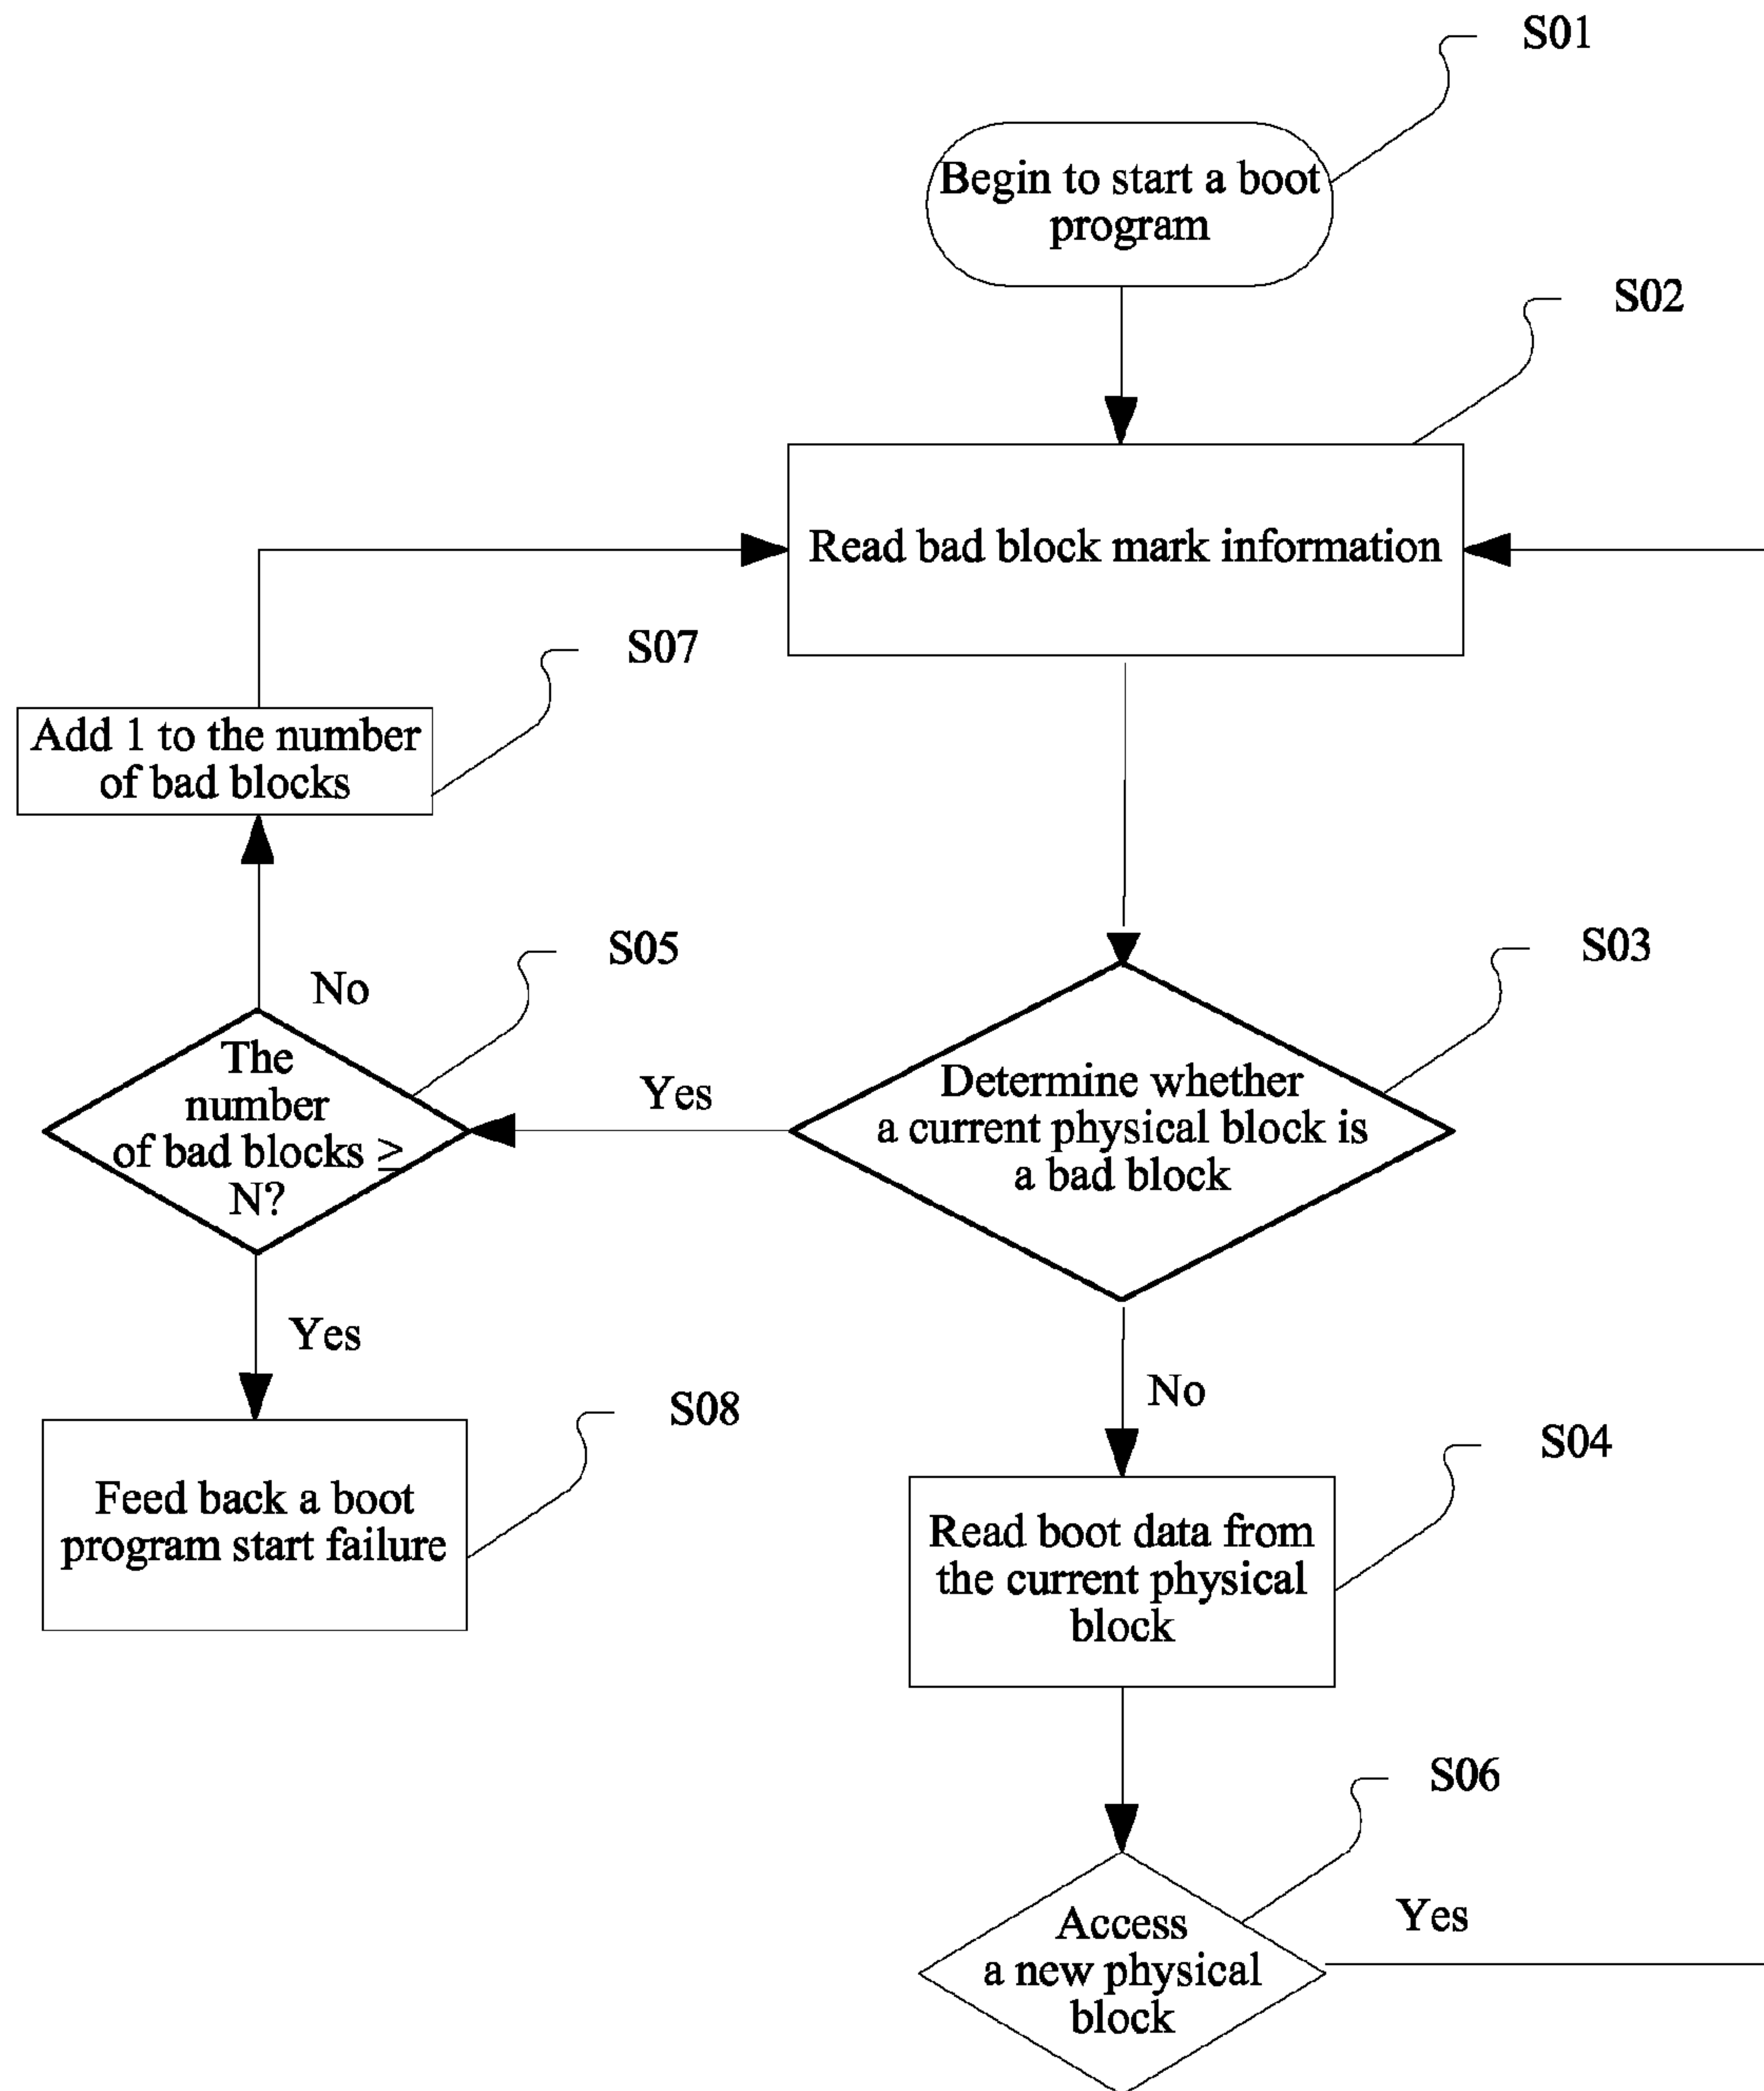 S01
Begin to start a boot
program
S02
Read bad block mark information
S07
Add 1 to the number
of bad blocks
S05
S03
No
The
number
of bad blocks ≥
N?
Yes
Determine whether
a current physical block is
a bad block
Yes
No
S08
Feed back a boot
program start failure
S04
Read boot data from
the current physical
block
S06
Access
a new physical
block
Yes